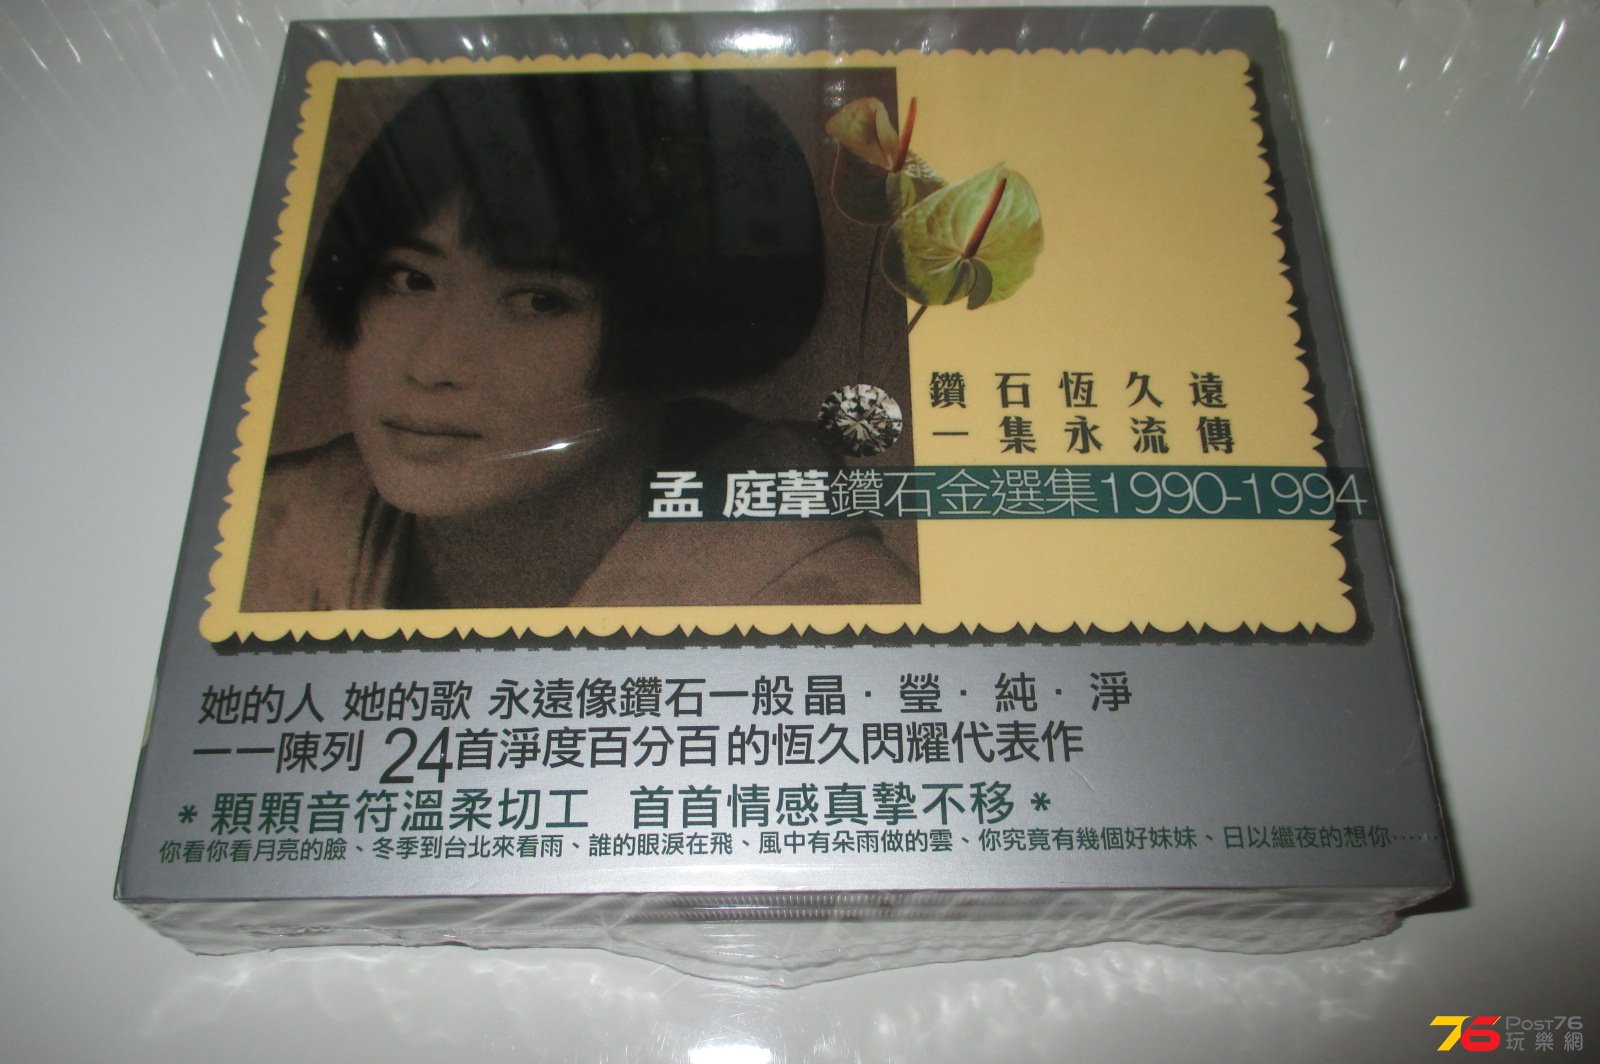 鑽石恆久遠
一集永流傳
孟庭葦鑽石金選集1990-1994
她的人 她的歌 永遠像鑽石一般晶．瑩．純．淨
一一陳列 24首淨度百分百的恆久閃耀代表作
*顆顆音符溫柔切工 首首情感真摯不移*
你看你看月亮的臉、冬季到台北來看雨、誰的眼淚在飛、風中有朵雨做的雲、你究竟有幾個好妹妹、日以繼夜的想你……
76 Post76
玩樂網